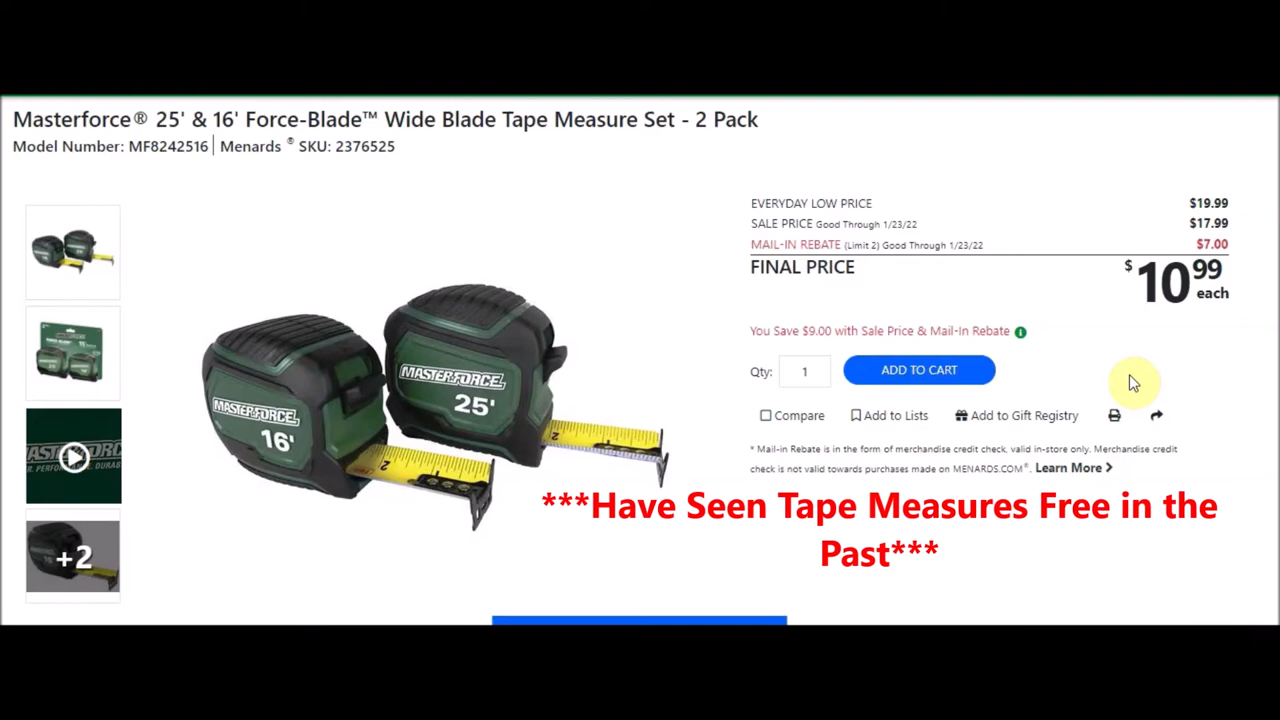 Masterforce® 25' & 16' Force-Blade™ Wide Blade Tape Measure Set - 2 Pack
Model Number: MF8242516 | Menards ® SKU: 2376525
EVERYDAY LOW PRICE $19.99
SALE PRICE Good Through 1/23/22 $17.99
MAIL-IN REBATE (Limit 2) Good Through 1/23/22 $7.00
FINAL PRICE $10 99 each
You Save $9.00 with Sale Price & Mail-In Rebate
Qty: 1 ADD TO CART
Compare Add to Lists Add to Gift Registry
* Mail-in Rebate is in the form of merchandise credit check, valid in-store only. Merchandise credit
check is not valid towards purchases made on MENARDS.COM®. Learn More
MASTERFORCE
25'
MASTERFORCE
16'
2
2
+2
***Have Seen Tape Measures Free in the
Past***